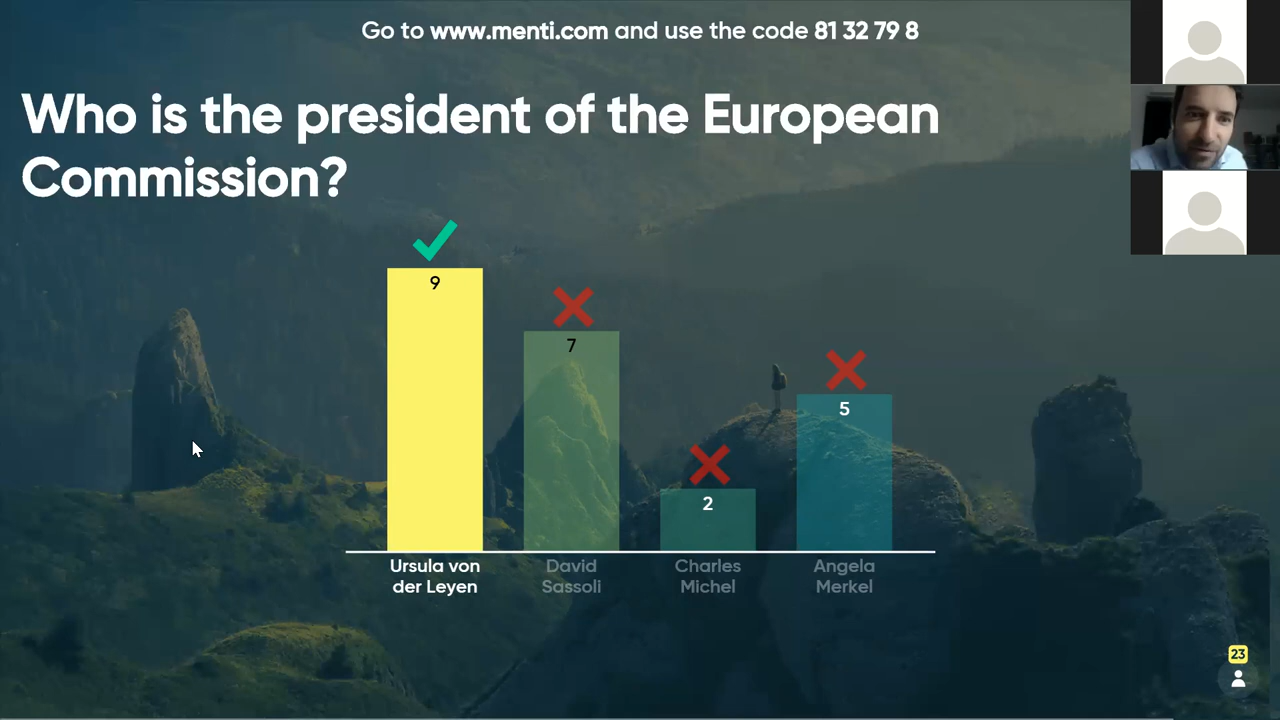 Go to www.menti.com and use the code 81 32 79 8
Who is the president of the European
Commission?
9
7
2
5
Ursula von
der Leyen
David
Sassoli
Charles
Michel
Angela
Merkel
23